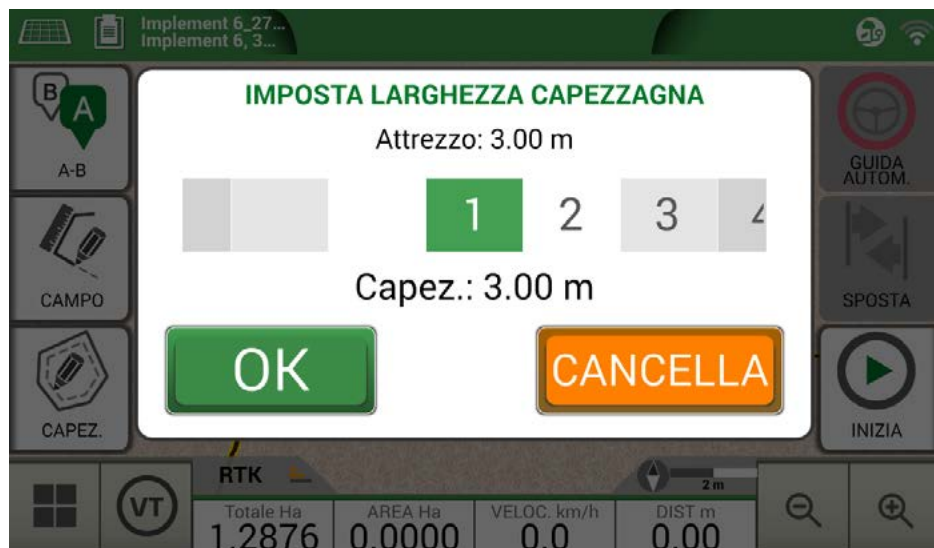 Implement 6_27...
Implement 6, 3...
IMPOSTA LARGHEZZA CAPEZZAGNA
Attrezzo: 3.00 m
1 2 3 4
Capez.: 3.00 m
OK CANCELLA
B A
A-B
CAMPO
CAPEZ.
GUIDA
AUTOM.
SPOSTA
INIZIA
RTK
2 m
VT
Totale Ha AREA Ha VELOC. km/h DIST m
1.2876 0.0000 0.0 0.00